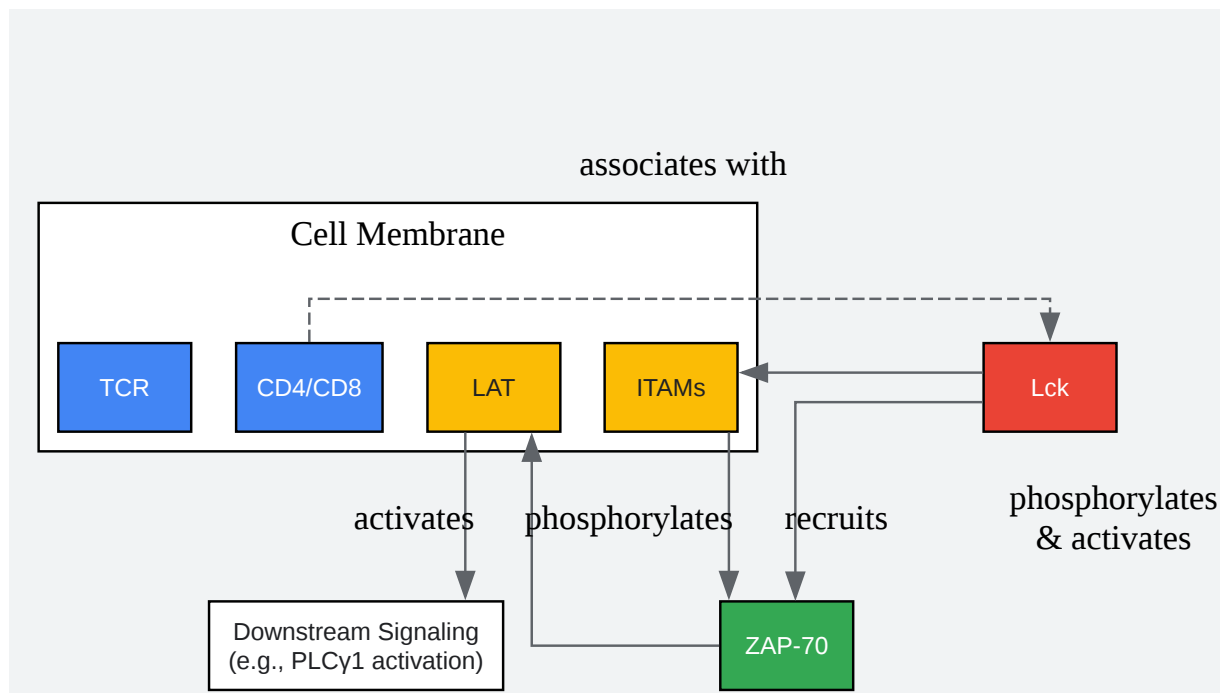 associates with
Cell Membrane
TCR
CD4/CD8
LAT
ITAMs
Lck
activates
phosphorylates
recruits
phosphorylates
& activates
Downstream Signaling
(e.g., PLCγ1 activation)
ZAP-70